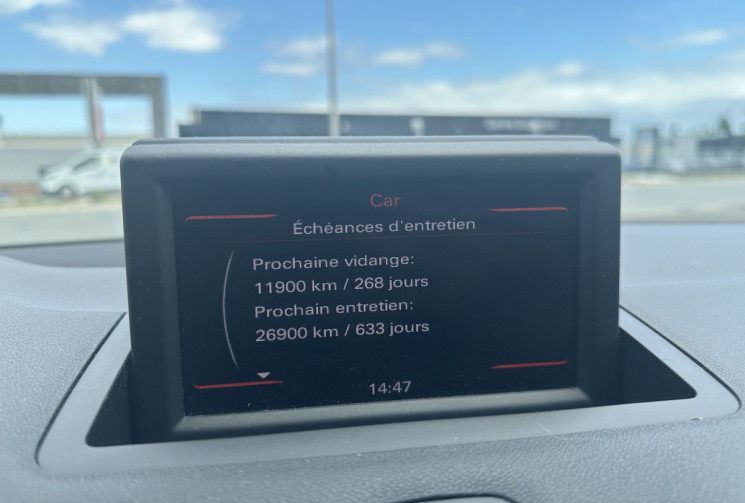 Car
Échéances d'entretien
Prochaine vidange:
11900 km / 268 jours
Prochain entretien:
26900 km / 633 jours
14:47